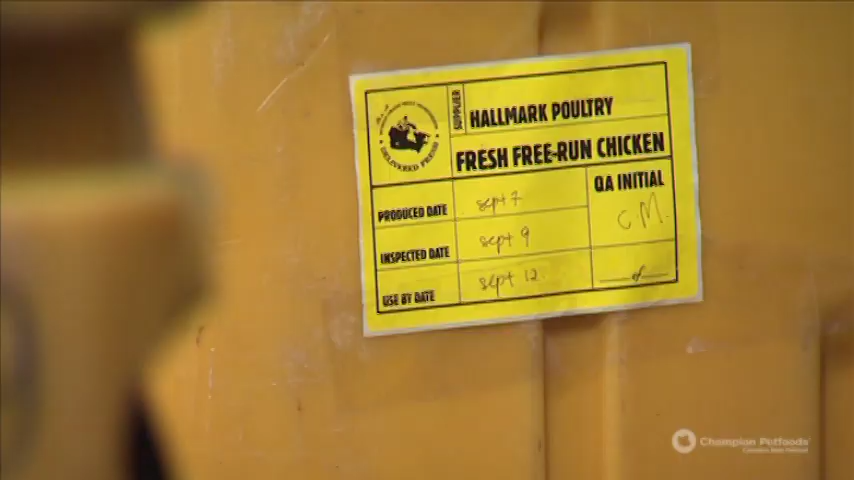 SUPPLIER
HALLMARK POULTRY
FRESH FREE-RUN CHICKEN
DELIVERED FRESH
QA INITIAL
C.M.
PRODUCED DATE sept 7
INSPECTED DATE sept 9
USE BY DATE sept 12
of
Champion Petfoods